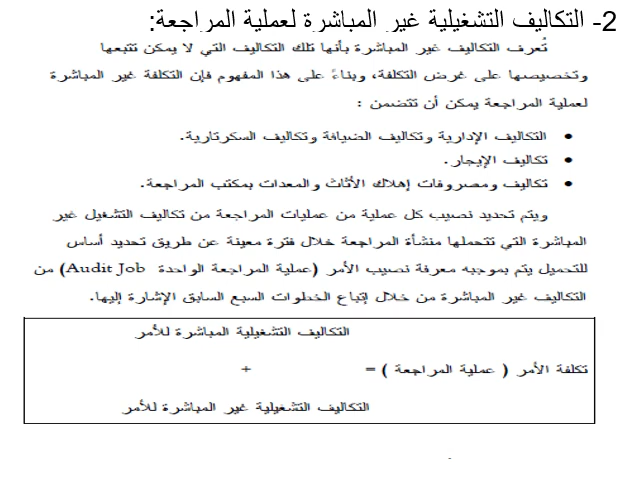 2- التكاليف التشغيلية غير المباشرة لعملية المراجعة:
تُعرف التكاليف غير المباشرة بأنها تلك التكاليف التي لا يمكن تتبعها
وتخصيصها على غرض التكلفة، وبناءً على هذا المفهوم فإن التكلفة غير المباشرة
لعملية المراجعة يمكن أن تتضمن :
• التكاليف الإدارية وتكاليف الضيافة وتكاليف السكرتارية.
• تكاليف الإيجار.
• تكاليف ومصروفات إهلاك الأثاث والمعدات بمكتب المراجعة.
ويتم تحديد نصيب كل عملية من عمليات المراجعة من تكاليف التشغيل غير
المباشرة التي تتحملها منشأة المراجعة خلال فترة معينة عن طريق تحديد أساس
للتحميل يتم بموجبه معرفة نصيب الأمر (عملية المراجعة الواحدة Audit Job) من
التكاليف غير المباشرة من خلال إتباع الخطوات السبع السابق الإشارة إليها.
التكاليف التشغيلية المباشرة للأمر
تكلفة الأمر ( عملية المراجعة ) = +
التكاليف التشغيلية غير المباشرة للأمر